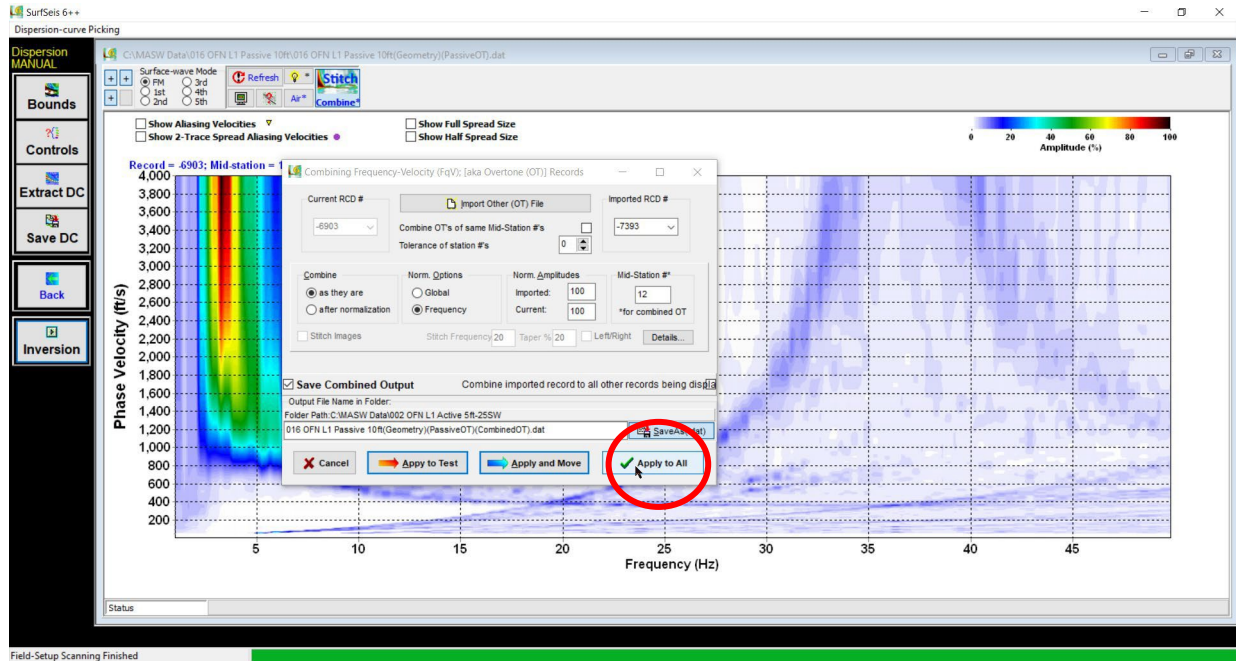 SurfSeis 6++
Dispersion-curve Picking
Dispersion
MANUAL
Bounds
Controls
Extract DC
Save DC
Back
Inversion
C:\MASW Data\016 OFN L1 Passive 10ft\016 OFN L1 Passive 10ft(Geometry)(PassiveOT).dat
Surface-wave Mode
FM 3rd
1st 4th
2nd 5th
Refresh
*
Air*
Stitch
Combine*
Show Aliasing Velocities
Show 2-Trace Spread Aliasing Velocities
Show Full Spread Size
Show Half Spread Size
0 20 40 60 80 100
Amplitude (%)
Record = -6903; Mid-station = 1
Phase Velocity (ft/s)
4,000
3,800
3,600
3,400
3,200
3,000
2,800
2,600
2,400
2,200
2,000
1,800
1,600
1,400
1,200
1,000
800
600
400
200
Combining Frequency-Velocity (FqV); [aka Overtone (OT)] Records
Current RCD #
-6903
Import Other (OT) File
Combine OT's of same Mid-Station #'s
Tolerance of station #'s 0
Imported RCD #
-7393
Combine
as they are
after normalization
Norm. Options
Global
Frequency
Norm. Amplitudes
Imported: 100
Current: 100
Mid-Station #*
12
*for combined OT
Stitch Images
Stitch Frequency 20
Taper % 20
Left/Right
Details...
Save Combined Output
Combine imported record to all other records being displa
Output File Name in Folder:
Folder Path:C:\MASW Data\002 OFN L1 Active 5ft-25SW
016 OFN L1 Passive 10ft(Geometry)(PassiveOT)(CombinedOT).dat
Cancel
Appy to Test
Apply and Move
Apply to All
5 10 15 20 25 30 35 40 45
Frequency (Hz)
Status
Field-Setup Scanning Finished